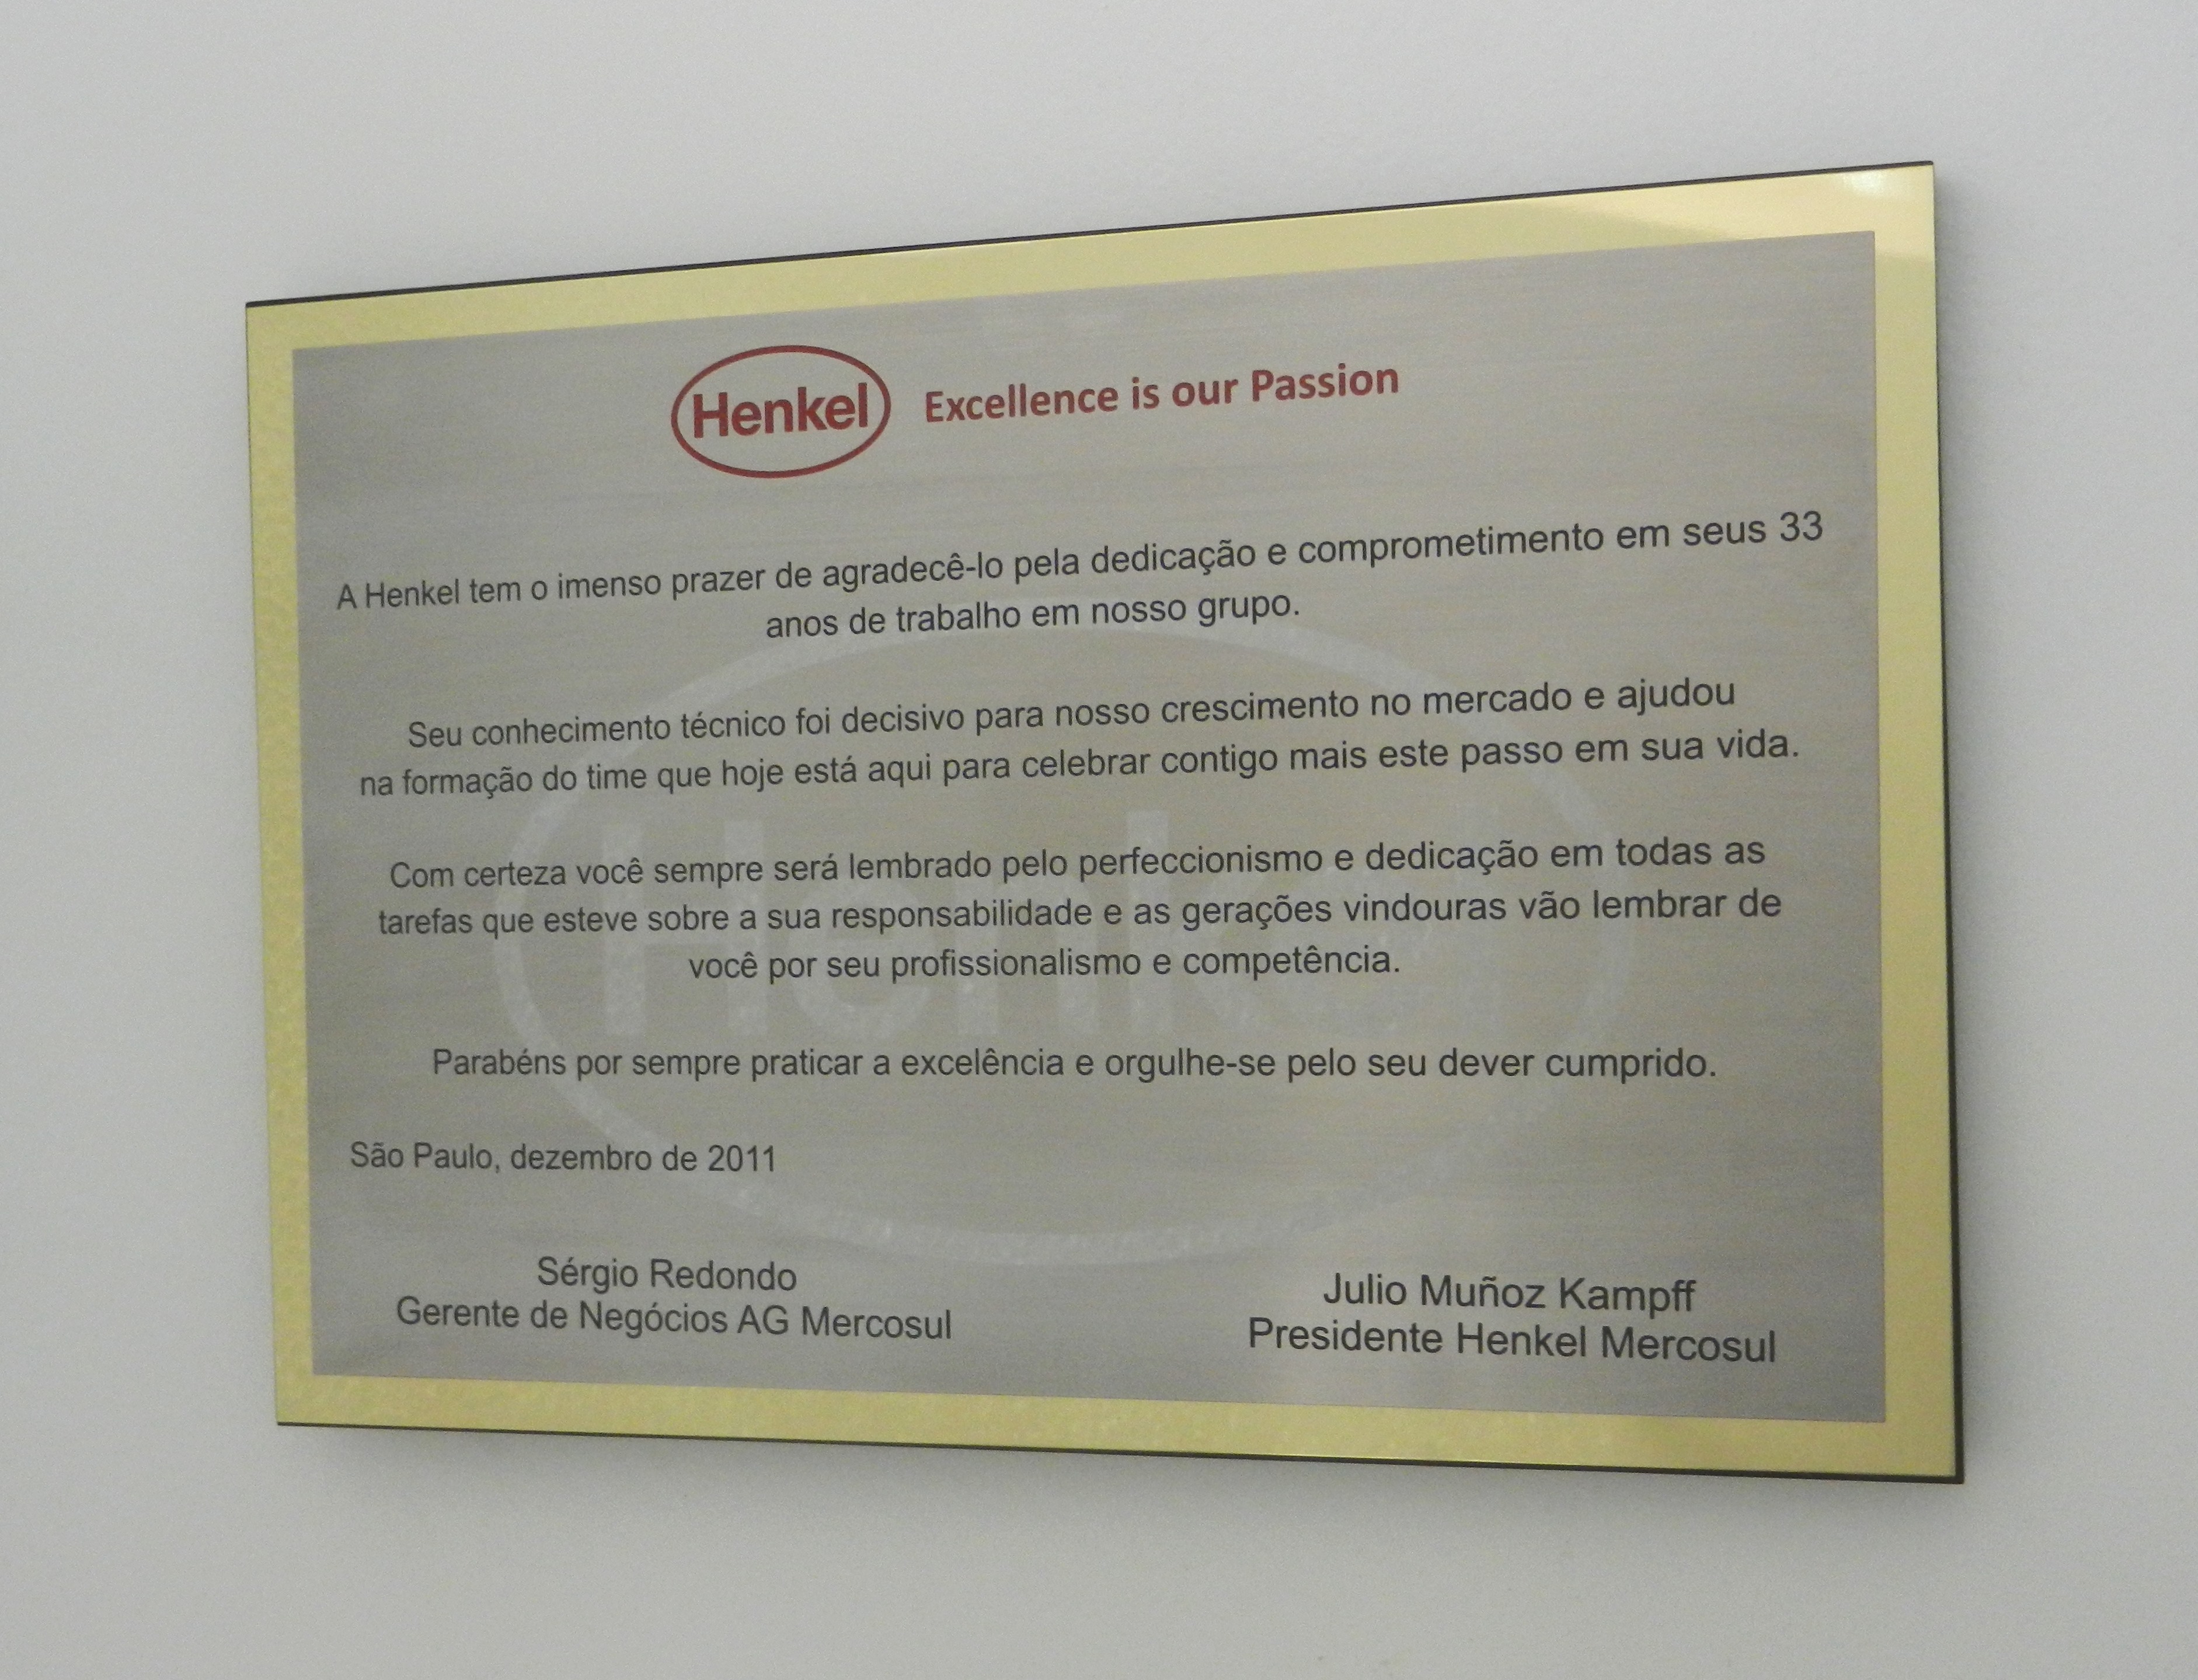 Henkel Excellence is our Passion
A Henkel tem o imenso prazer de agradecê-lo pela dedicação e comprometimento em seus 33
anos de trabalho em nosso grupo.
Seu conhecimento técnico foi decisivo para nosso crescimento no mercado e ajudou
na formação do time que hoje está aqui para celebrar contigo mais este passo em sua vida.
Com certeza você sempre será lembrado pelo perfeccionismo e dedicação em todas as
tarefas que esteve sobre a sua responsabilidade e as gerações vindouras vão lembrar de
você por seu profissionalismo e competência.
Parabéns por sempre praticar a excelência e orgulhe-se pelo seu dever cumprido.
São Paulo, dezembro de 2011
Sérgio Redondo
Gerente de Negócios AG Mercosul
Julio Muñoz Kampff
Presidente Henkel Mercosul
Henkel